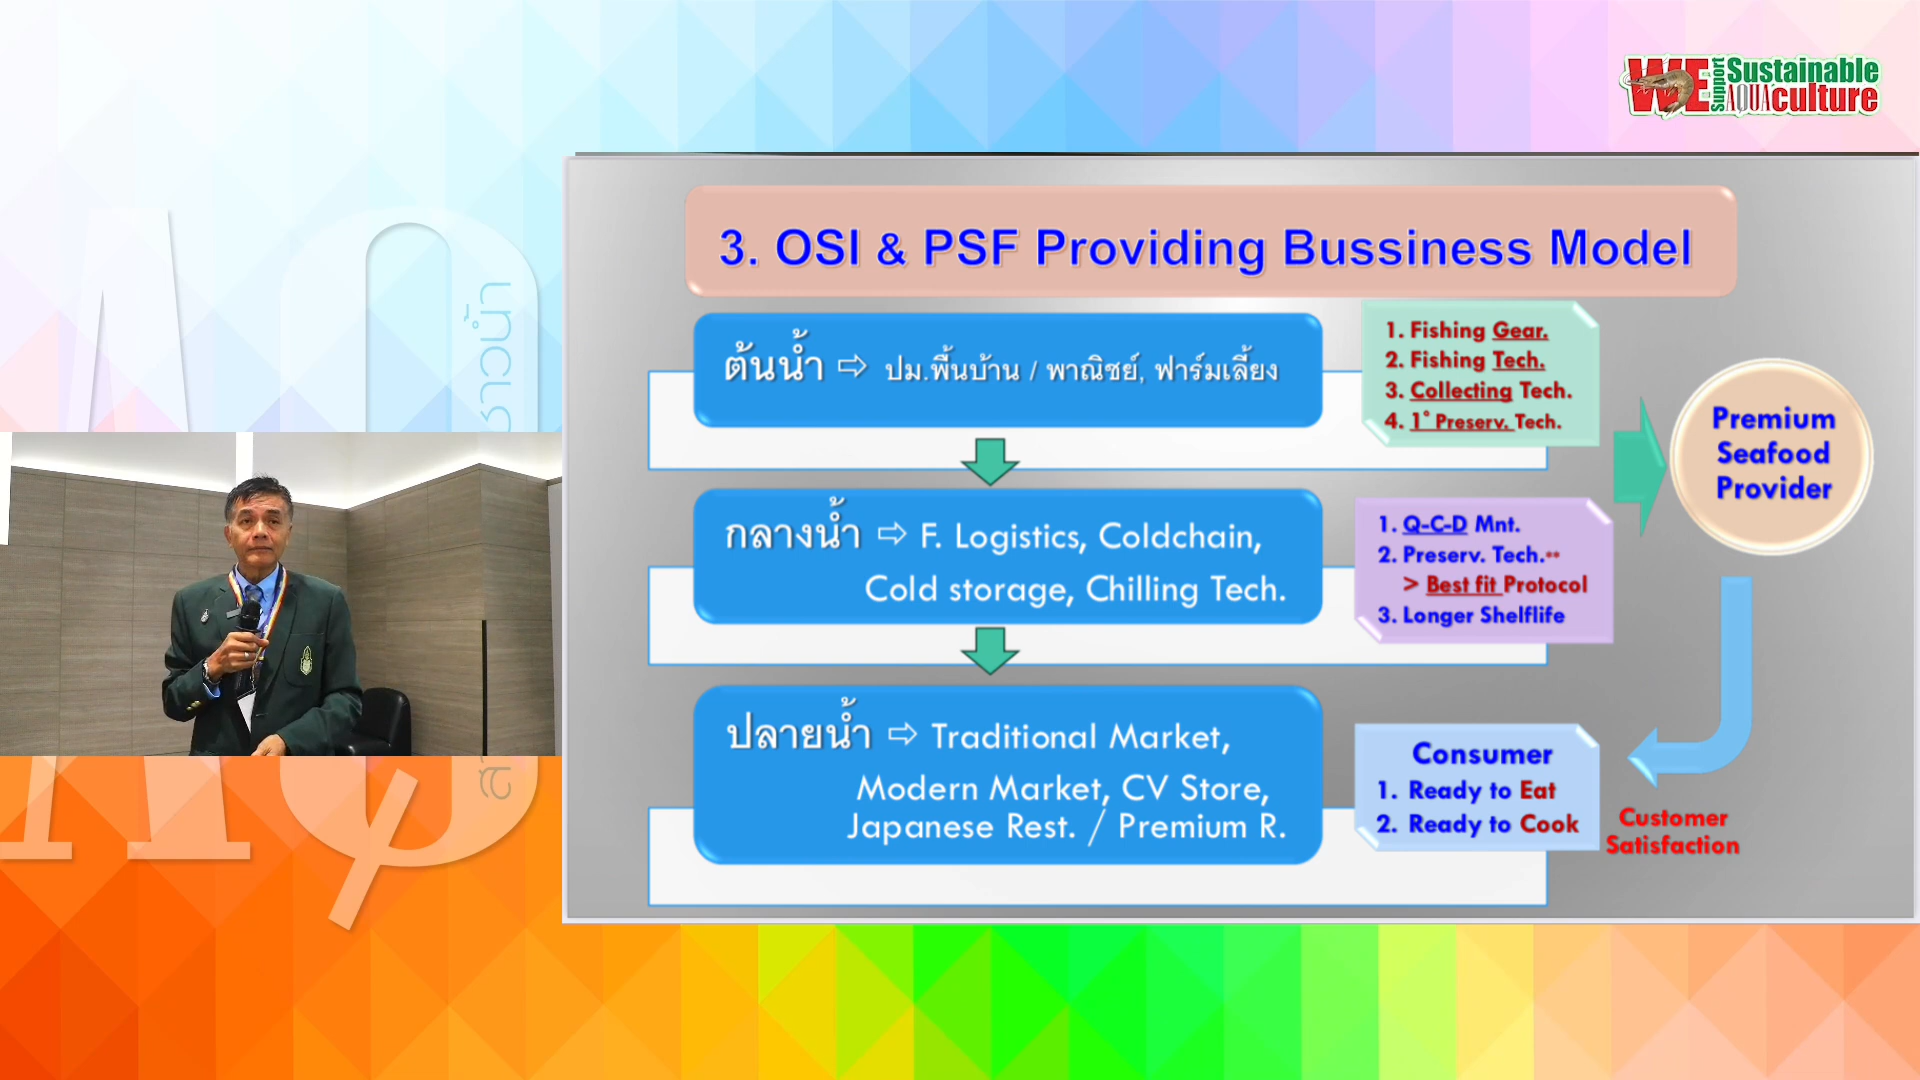 WE Support Sustainable
AQUAculture
3. OSI & PSF Providing Bussiness Model
ต้นน้ำ ⇨ ปม.พื้นบ้าน / พาณิชย์, ฟาร์มเลี้ยง
1. Fishing Gear.
2. Fishing Tech.
3. Collecting Tech.
4. 1° Preserv. Tech.
Premium
Seafood
Provider
กลางน้ำ ⇨ F. Logistics, Coldchain,
Cold storage, Chilling Tech.
1. Q-C-D Mnt.
2. Preserv. Tech.**
> Best fit Protocol
3. Longer Shelflife
ปลายน้ำ ⇨ Traditional Market,
Modern Market, CV Store,
Japanese Rest. / Premium R.
Consumer
1. Ready to Eat
2. Ready to Cook
Customer
Satisfaction